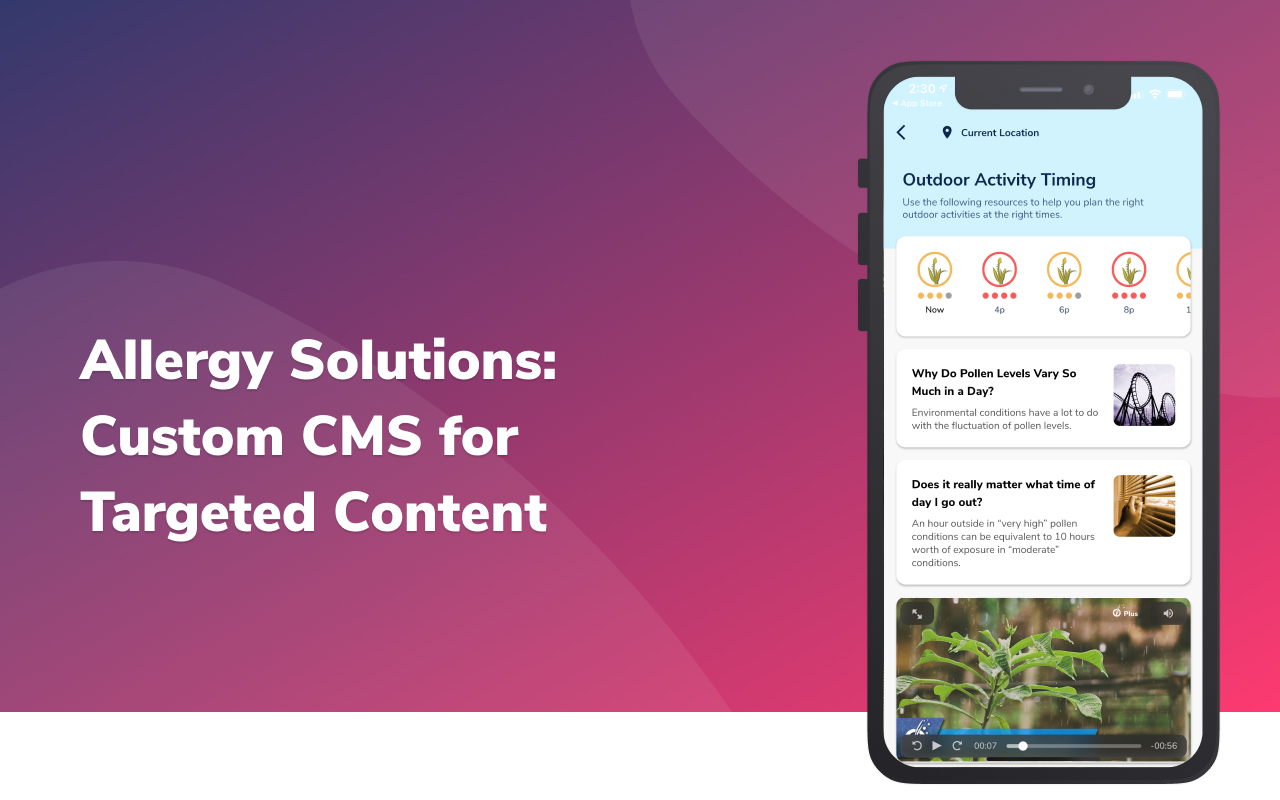 Allergy Solutions:
Custom CMS for
Targeted Content
2:30
App Store
Current Location
Outdoor Activity Timing
Use the following resources to help you plan the right
outdoor activities at the right times.
Now 4p 6p 8p 1
Why Do Pollen Levels Vary So
Much in a Day?
Environmental conditions have a lot to do
with the fluctuation of pollen levels.
Does it really matter what time of
day I go out?
An hour outside in “very high” pollen
conditions can be equivalent to 10 hours
worth of exposure in “moderate”
conditions.
Plus
00:07 -00:56